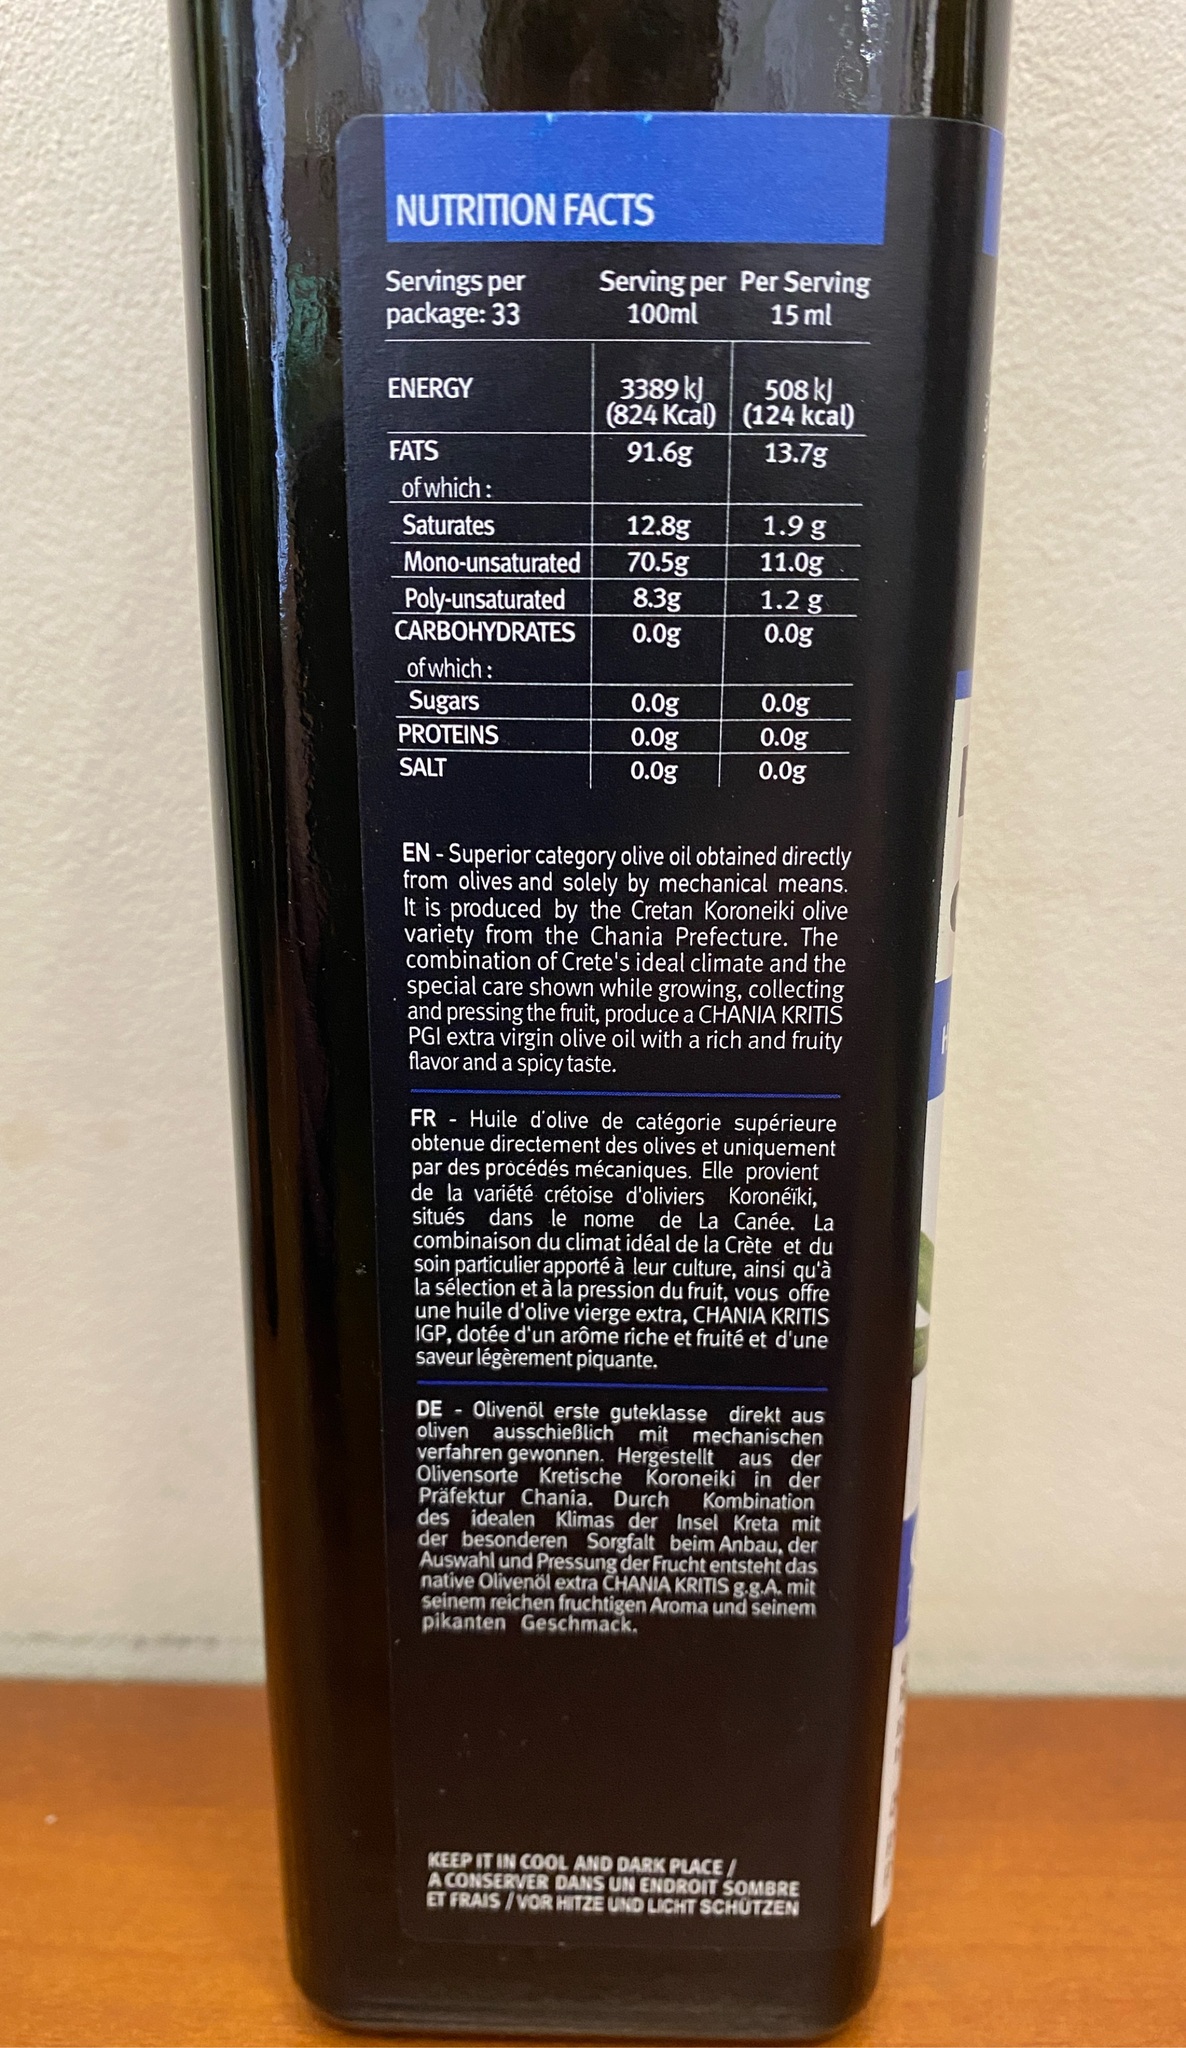 NUTRITION FACTS
Servings per package: 33 Serving per 100ml Per Serving 15 ml
ENERGY 3389 kJ (824 Kcal) 508 kJ (124 kcal)
FATS 91.6g 13.7g
of which :
Saturates 12.8g 1.9 g
Mono-unsaturated 70.5g 11.0g
Poly-unsaturated 8.3g 1.2 g
CARBOHYDRATES 0.0g 0.0g
of which :
Sugars 0.0g 0.0g
PROTEINS 0.0g 0.0g
SALT 0.0g 0.0g
EN - Superior category olive oil obtained directly
from olives and solely by mechanical means.
It is produced by the Cretan Koroneiki olive
variety from the Chania Prefecture. The
combination of Crete's ideal climate and the
special care shown while growing, collecting
and pressing the fruit, produce a CHANIA KRITIS
PGI extra virgin olive oil with a rich and fruity
flavor and a spicy taste.
FR - Huile d'olive de catégorie supérieure
obtenue directement des olives et uniquement
par des procédés mécaniques. Elle provient
de la variété crétoise d'oliviers Koronéïki,
situés dans le nome de La Canée. La
combinaison du climat idéal de la Crète et du
soin particulier apporté à leur culture, ainsi qu'à
la sélection et à la pression du fruit, vous offre
une huile d'olive vierge extra, CHANIA KRITIS
IGP, dotée d'un arôme riche et fruité et d'une
saveur légèrement piquante.
DE - Olivenöl erste guteklasse direkt aus
oliven ausschießlich mit mechanischen
verfahren gewonnen. Hergestellt aus der
Olivensorte Kretische Koroneiki in der
Präfektur Chania. Durch Kombination
des idealen Klimas der Insel Kreta mit
der besonderen Sorgfalt beim Anbau, der
Auswahl und Pressung der Frucht entsteht das
native Olivenöl extra CHANIA KRITIS g.g.A. mit
seinem reichen fruchtigen Aroma und seinem
pikanten Geschmack.
KEEP IT IN COOL AND DARK PLACE /
A CONSERVER DANS UN ENDROIT SOMBRE
ET FRAIS / VOR HITZE UND LICHT SCHÜTZEN